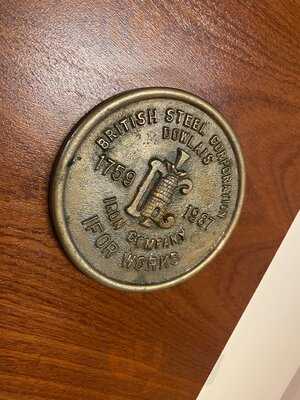 BRITISH STEEL CORPORATION
DOWLAIS
1759 1987
IRON COMPANY
IFOR WORKS